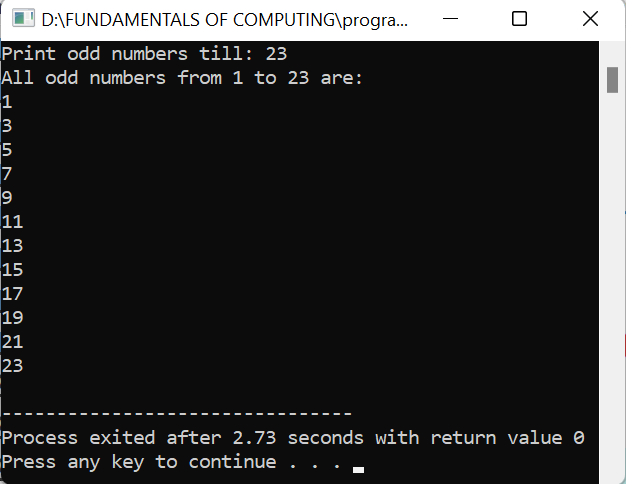 D:\FUNDAMENTALS OF COMPUTING\progra...
Print odd numbers till: 23
All odd numbers from 1 to 23 are:
1
3
5
7
9
11
13
15
17
19
21
23
--------------------------------
Process exited after 2.73 seconds with return value 0
Press any key to continue . . .